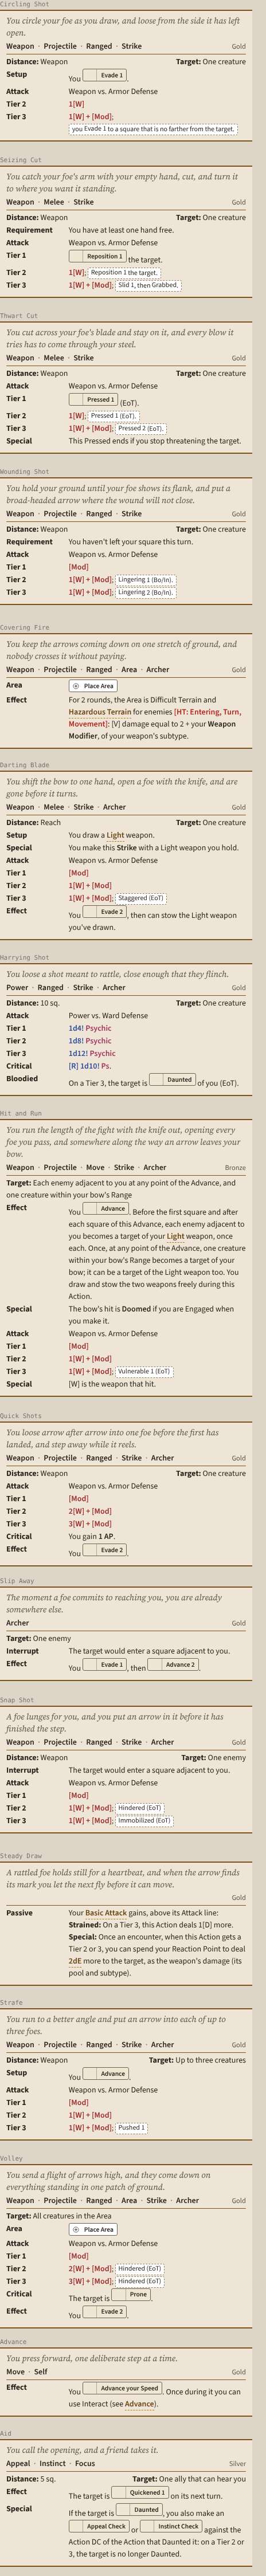 Circling Shot
You circle your foe as you draw, and loose from the side it has left
open.
Weapon · Projectile · Ranged · Strike Gold
Distance: Weapon Target: One creature
Setup You Evade 1.
Attack Weapon vs. Armor Defense
Tier 2 1[W]
Tier 3 1[W] + [Mod];
you Evade 1 to a square that is no farther from the target.
Seizing Cut
You catch your foe's arm with your empty hand, cut, and turn it
to where you want it standing.
Weapon · Melee · Strike
Distance: Weapon Target: One creature
Requirement You have at least one hand free.
Attack Weapon vs. Armor Defense
Tier 1 Reposition 1 the target.
Tier 2 1[W]; Reposition 1 the target.
Tier 3 1[W] + [Mod]; Slid 1, then Grabbed.
Thwart Cut
You cut across your foe's blade and stay on it, and every blow it
tries has to come through your steel.
Weapon · Melee · Strike
Distance: Weapon Target: One creature
Attack Weapon vs. Armor Defense
Tier 1 Pressed 1 (EoT).
Tier 2 1[W]; Pressed 1 (EoT).
Tier 3 1[W] + [Mod]; Pressed 2 (EoT).
Special This Pressed ends if you stop threatening the target.
Wounding Shot
You hold your ground until your foe shows its flank, and put a
broad-headed arrow where the wound will not close.
Weapon · Projectile · Ranged · Strike Gold
Distance: Weapon Target: One creature
Requirement You haven't left your square this turn.
Attack Weapon vs. Armor Defense
Tier 1 [Mod]
Tier 2 1[W] + [Mod]; Lingering 1 (Bo/In).
Tier 3 1[W] + [Mod]; Lingering 2 (Bo/In).
Covering Fire
You keep the arrows coming down on one stretch of ground, and
nobody crosses it without paying.
Weapon · Projectile · Ranged · Area · Archer Gold
Area Place Area
Effect For 2 rounds, the Area is Difficult Terrain and
Hazardous Terrain for enemies [HT: Entering, Turn,
Movement]: [V] damage equal to 2 + your Weapon
Modifier, of your weapon's subtype.
Darting Blade
You shift the bow to one hand, open a foe with the knife, and are
gone before it turns.
Weapon · Melee · Strike · Archer Gold
Distance: Reach Target: One creature
Setup You draw a Light weapon.
Special You make this Strike with a Light Weapon you hold.
Attack Weapon vs. Armor Defense
Tier 1 [Mod]
Tier 2 1[W] + [Mod]
Tier 3 1[W] + [Mod]; Staggered (EoT)
Effect You Evade 2, then can stow the Light weapon
you've drawn.
Harrying Shot
You loose a shot meant to rattle, close enough that they flinch.
Power · Ranged · Strike · Archer Gold
Distance: 10 sq. Target: One creature
Attack Power vs. Ward Defense
Tier 1 1d4! Psychic
Tier 2 1d8! Psychic
Tier 3 1d12! Psychic
Critical [R] 1d10! Ps.
Bloodied On a Tier 3, the target is Daunted of you (EoT).
Hit and Run
You run the length of the fight with the knife out, opening every
foe you pass, and somewhere along the way an arrow leaves your
bow.
Weapon · Projectile · Move · Strike · Archer Bronze
Target: Each enemy adjacent to you at any point of the Advance, and
one creature within your bow's Range
Effect You Advance. Before the first square and after
each square of this Advance, each enemy adjacent to
you becomes a target of your Light weapon, once
each. Once, at any point of the Advance, one creature
within your bow's Range becomes a target of your
bow; it can be a target of the Light weapon too. You
draw and stow the two weapons freely during this
Action.
Special The bow's hit is Doomed if you are Engaged when
you make it.
Attack Weapon vs. Armor Defense
Tier 1 [Mod]
Tier 2 1[W] + [Mod]
Tier 3 1[W] + [Mod]; Vulnerable 1 (EoT)
Special [W] is the weapon that hit.
Quick Shots
You loose arrow after arrow into one foe before the first has
landed, and step away while it reels.
Weapon · Projectile · Ranged · Strike · Archer Gold
Distance: Weapon Target: One creature
Attack Weapon vs. Armor Defense
Tier 1 [Mod]
Tier 2 2[W] + [Mod]
Tier 3 3[W] + [Mod]
Critical You gain 1 AP.
Effect You Evade 2.
Slip Away
The moment a foe commits to reaching you, you are already
somewhere else.
Archer Gold
Target: One enemy
Interrupt The target would enter a square adjacent to you.
Effect You Evade 1, then Advance 2.
Snap Shot
A foe lunges for you, and you put an arrow in it before it has
finished the step.
Weapon · Projectile · Ranged · Strike · Archer Gold
Distance: Weapon Target: One enemy
Interrupt The target would enter a square adjacent to you.
Attack Weapon vs. Armor Defense
Tier 1 [Mod]
Tier 2 1[W] + [Mod]; Hindered (EoT)
Tier 3 1[W] + [Mod]; Immobilized (EoT)
Steady Draw
A rattled foe holds still for a heartbeat, and when the arrow finds
its mark you let the next fly before it can move.
Gold
Passive Your Basic Attack gains, above its Attack line:
Strained: On a Tier 3, this Action deals 1[D] more.
Special: Once an encounter, when this Action gets a
Tier 2 or 3, you can spend your Reaction Point to deal
2dE more to the target, as the weapon's damage (its
pool and subtype).
Strafe
You run to a better angle and put an arrow into each of up to
three foes.
Weapon · Projectile · Ranged · Strike · Archer Gold
Distance: Weapon Target: Up to three creatures
Setup You Advance.
Attack Weapon vs. Armor Defense
Tier 1 [Mod]
Tier 2 1[W] + [Mod]
Tier 3 1[W] + [Mod]; Pushed 1
Volley
You send a flight of arrows high, and they come down on
everything standing in one patch of ground.
Weapon · Projectile · Ranged · Area · Strike · Archer Gold
Target: All creatures in the Area
Area Place Area
Attack Weapon vs. Armor Defense
Tier 1 [Mod]
Tier 2 2[W] + [Mod]; Hindered (EoT)
Tier 3 3[W] + [Mod]; Hindered (EoT)
Critical The target is Prone.
Effect You Evade 2.
Advance
You press forward, one deliberate step at a time.
Move · Self Gold
Effect You Advance your Speed. Once during it you can
use Interact (see Advance).
Aid
You call the opening, and a friend takes it.
Appeal · Instinct · Focus Silver
Distance: 5 sq. Target: One ally that can hear you
Effect The target is Quickened 1 on its next turn.
Special If the target is Daunted, you also make an
Appeal Check or Instinct Check against the
Action DC of the Action that Daunted it: on a Tier 2 or
3, the target is no longer Daunted.